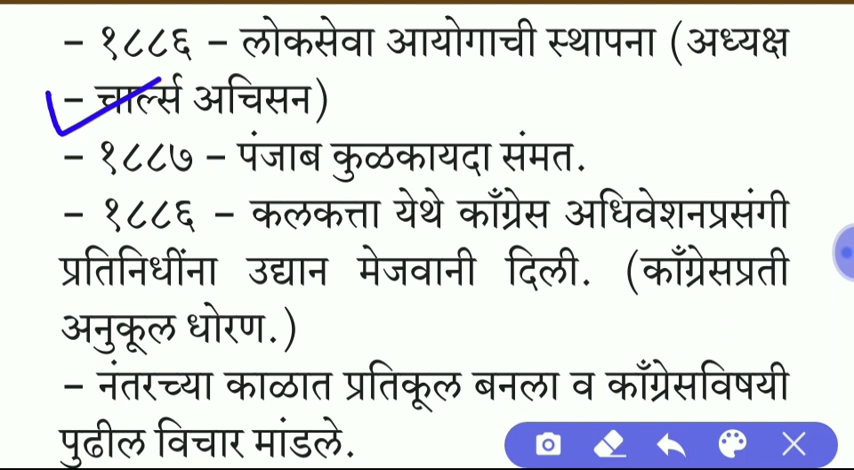 – १८८६ – लोकसेवा आयोगाची स्थापना (अध्यक्ष
– चार्ल्स अचिसन)
– १८८७ – पंजाब कुळकायदा संमत.
– १८८६ – कलकत्ता येथे काँग्रेस अधिवेशनप्रसंगी
प्रतिनिधींना उद्यान मेजवानी दिली. (काँग्रेसप्रती
अनुकूल धोरण.)
– नंतरच्या काळात प्रतिकूल बनला व काँग्रेसविषयी
पुढील विचार मांडले.